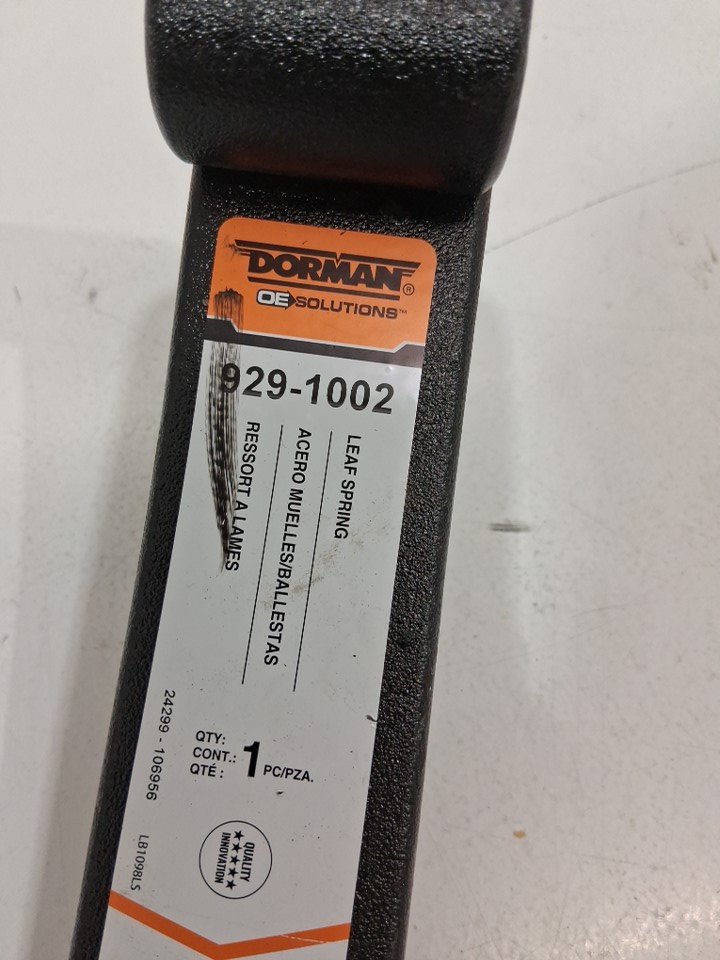 DORMAN®
OE SOLUTIONS™
929-1002
LEAF SPRING
ACERO MUELLES/BALLESTAS
RESSORT A LAMES
QTY:
CONT.: 1 PC/PZA.
QTÉ :
24299 - 106956
LB1098LS
QUALITY
★★★★★
INNOVATION